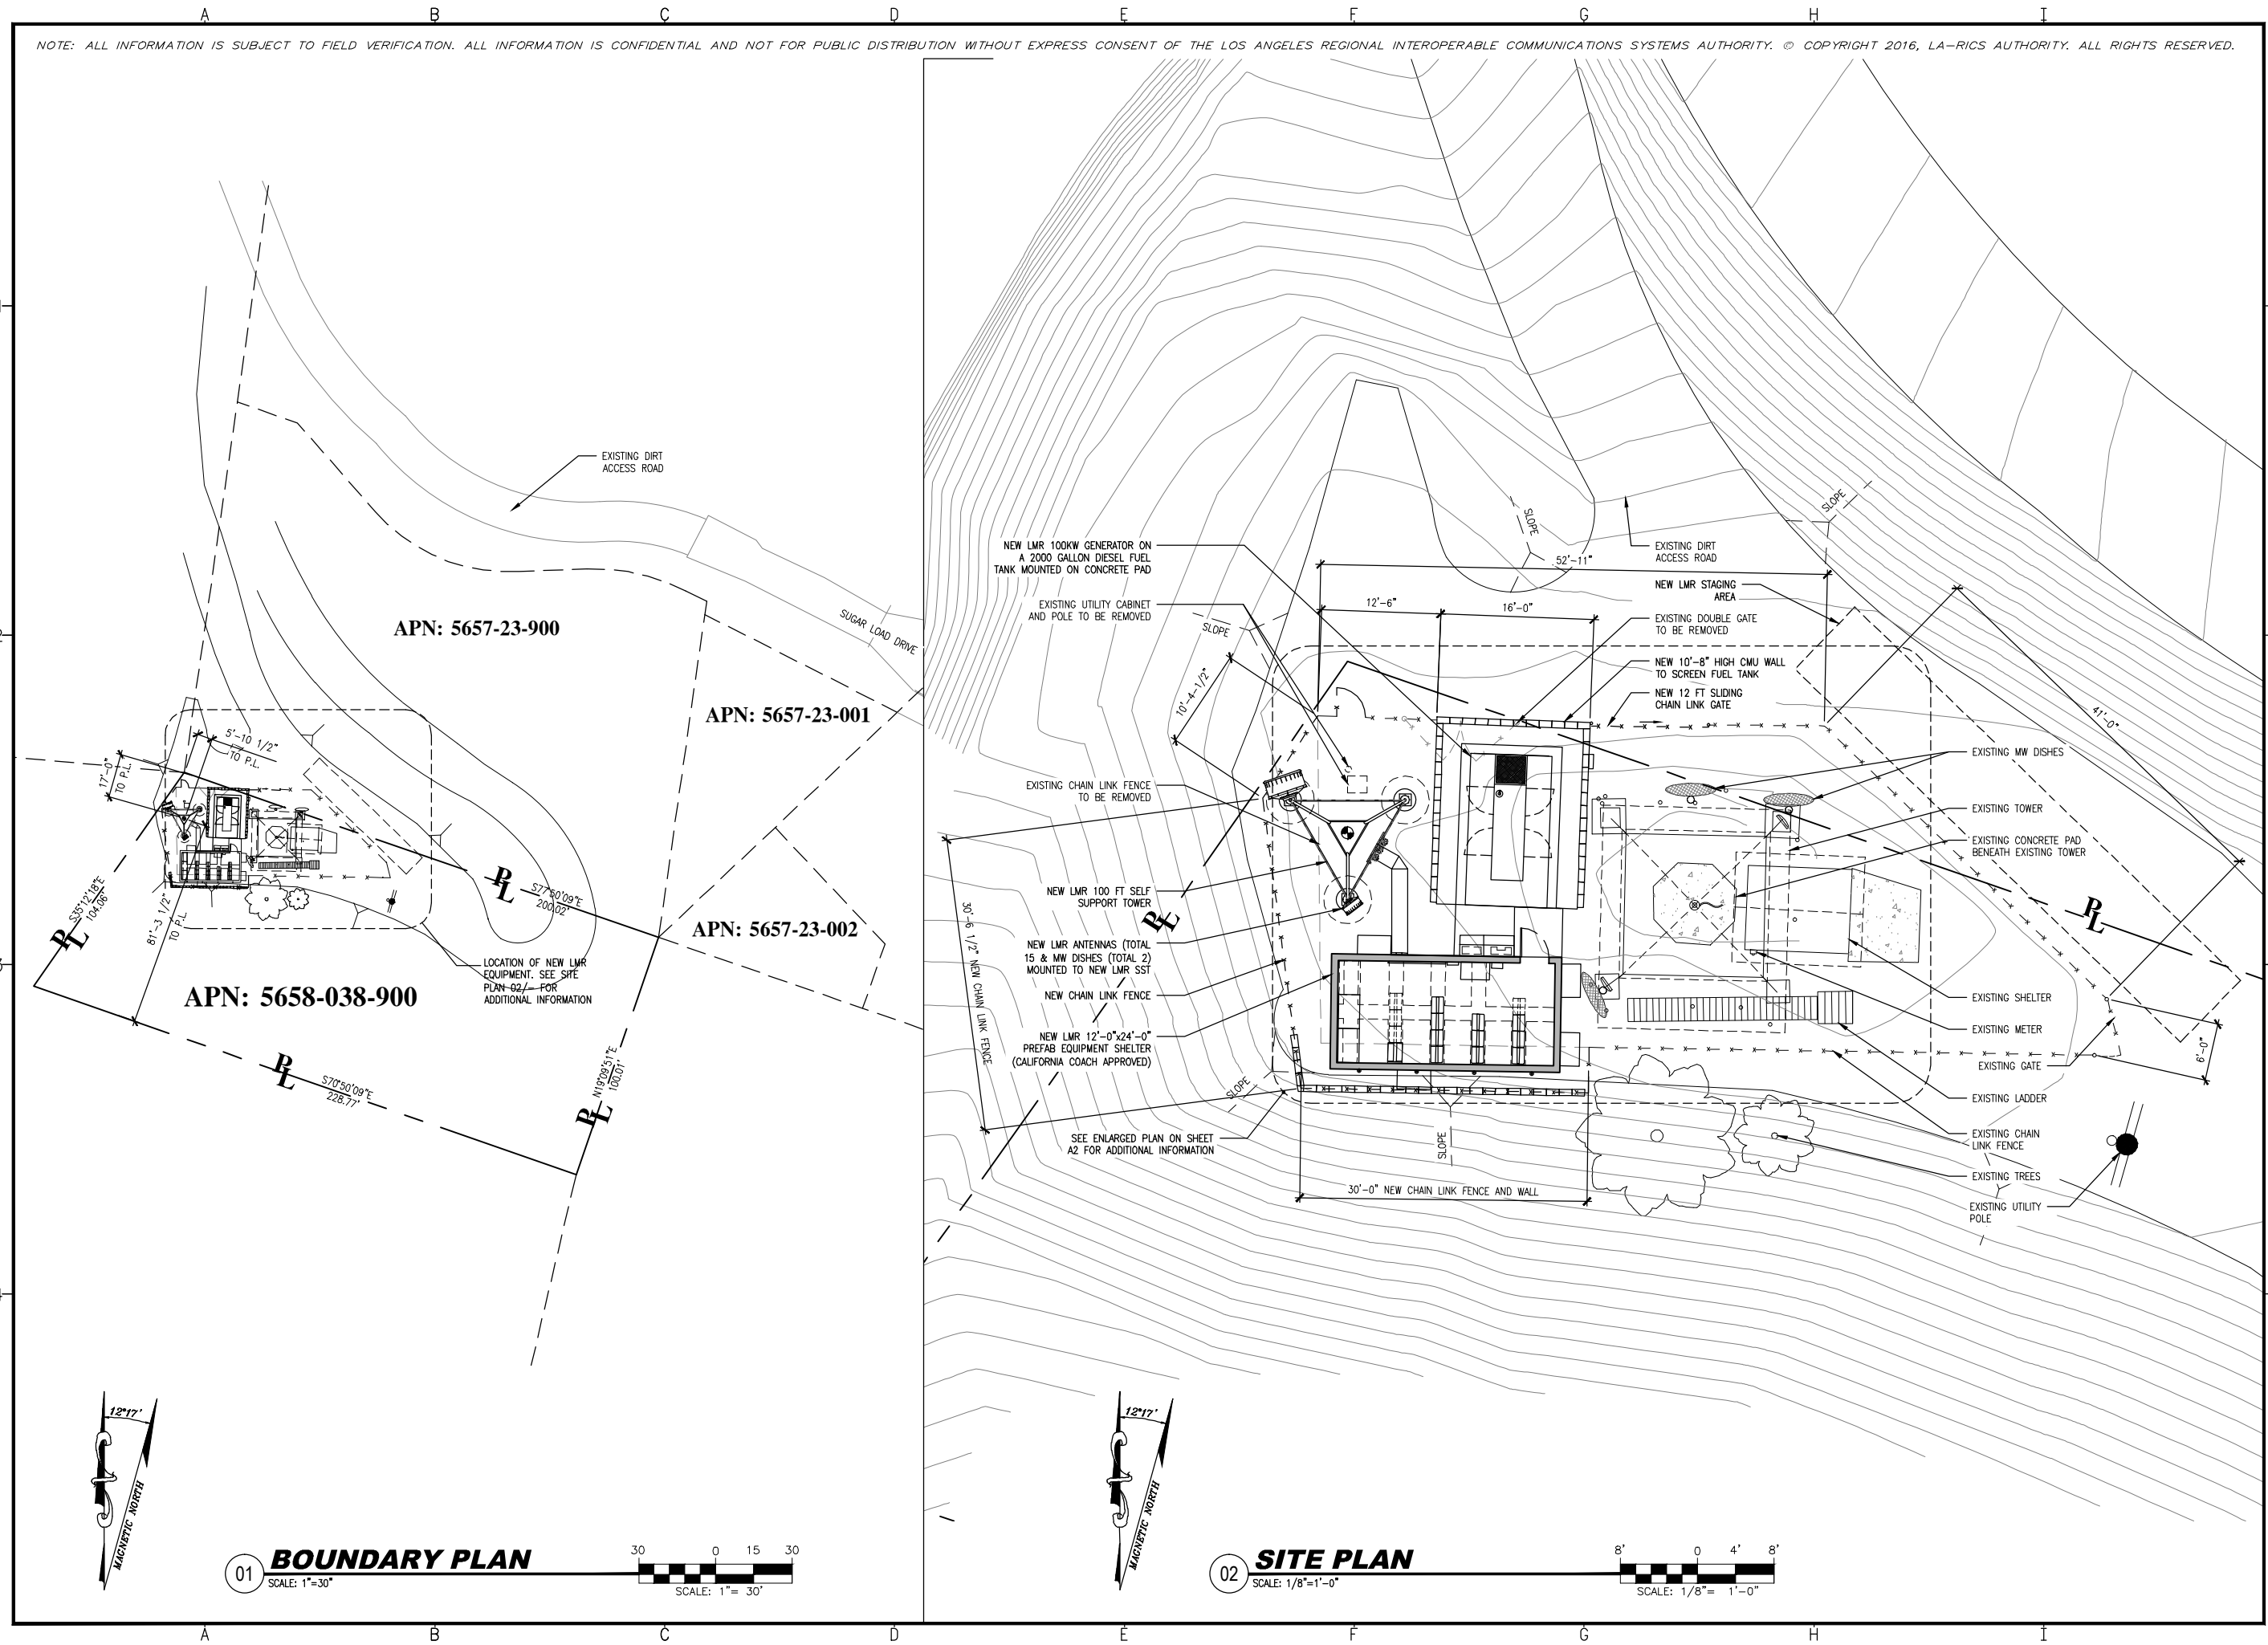 A B C D E F G H I
NOTE: ALL INFORMATION IS SUBJECT TO FIELD VERIFICATION. ALL INFORMATION IS CONFIDENTIAL AND NOT FOR PUBLIC DISTRIBUTION WITHOUT EXPRESS CONSENT OF THE LOS ANGELES REGIONAL INTEROPERABLE COMMUNICATIONS SYSTEMS AUTHORITY. © COPYRIGHT 2016, LA-RICS AUTHORITY. ALL RIGHTS RESERVED.
EXISTING DIRT
ACCESS ROAD
APN: 5657-23-900
SUGAR LOAD DRIVE
APN: 5657-23-001
5'-10 1/2"
TO P.L.
17'-0"
TO P.L.
S35°12'18"E
104.06'
PL
81'-3 1/2"
TO P.L.
PL
S77°50'09"E
200.02'
APN: 5657-23-002
LOCATION OF NEW LMR
EQUIPMENT. SEE SITE
PLAN 02/- FOR
ADDITIONAL INFORMATION
APN: 5658-038-900
PL
S70°50'09"E
228.77'
N19°09'51"E
100.01'
PL
12°17'
MAGNETIC NORTH
01
BOUNDARY PLAN
SCALE: 1"=30"
30 0 15 30
SCALE: 1"= 30'
NEW LMR 100KW GENERATOR ON
A 2000 GALLON DIESEL FUEL
TANK MOUNTED ON CONCRETE PAD
EXISTING UTILITY CABINET
AND POLE TO BE REMOVED
SLOPE
10'-4-1/2"
EXISTING CHAIN LINK FENCE
TO BE REMOVED
NEW LMR 100 FT SELF
SUPPORT TOWER
PL
NEW LMR ANTENNAS (TOTAL
15 & MW DISHES (TOTAL 2)
MOUNTED TO NEW LMR SST
NEW CHAIN LINK FENCE
NEW LMR 12'-0"x24'-0"
PREFAB EQUIPMENT SHELTER
(CALIFORNIA COACH APPROVED)
30'-6 1/2" NEW CHAIN LINK FENCE
SLOPE
SEE ENLARGED PLAN ON SHEET
A2 FOR ADDITIONAL INFORMATION
SLOPE
30'-0" NEW CHAIN LINK FENCE AND WALL
52'-11"
12'-6"
16'-0"
SLOPE
SLOPE
EXISTING DIRT
ACCESS ROAD
NEW LMR STAGING
AREA
EXISTING DOUBLE GATE
TO BE REMOVED
NEW 10'-8" HIGH CMU WALL
TO SCREEN FUEL TANK
NEW 12 FT SLIDING
CHAIN LINK GATE
41'-0"
EXISTING MW DISHES
EXISTING TOWER
EXISTING CONCRETE PAD
BENEATH EXISTING TOWER
PL
EXISTING SHELTER
EXISTING METER
6'-0"
EXISTING GATE
EXISTING LADDER
EXISTING CHAIN
LINK FENCE
EXISTING TREES
EXISTING UTILITY
POLE
12°17'
MAGNETIC NORTH
02
SITE PLAN
SCALE: 1/8"=1'-0"
8' 0 4' 8'
SCALE: 1/8"= 1'-0"
A B C D E F G H I